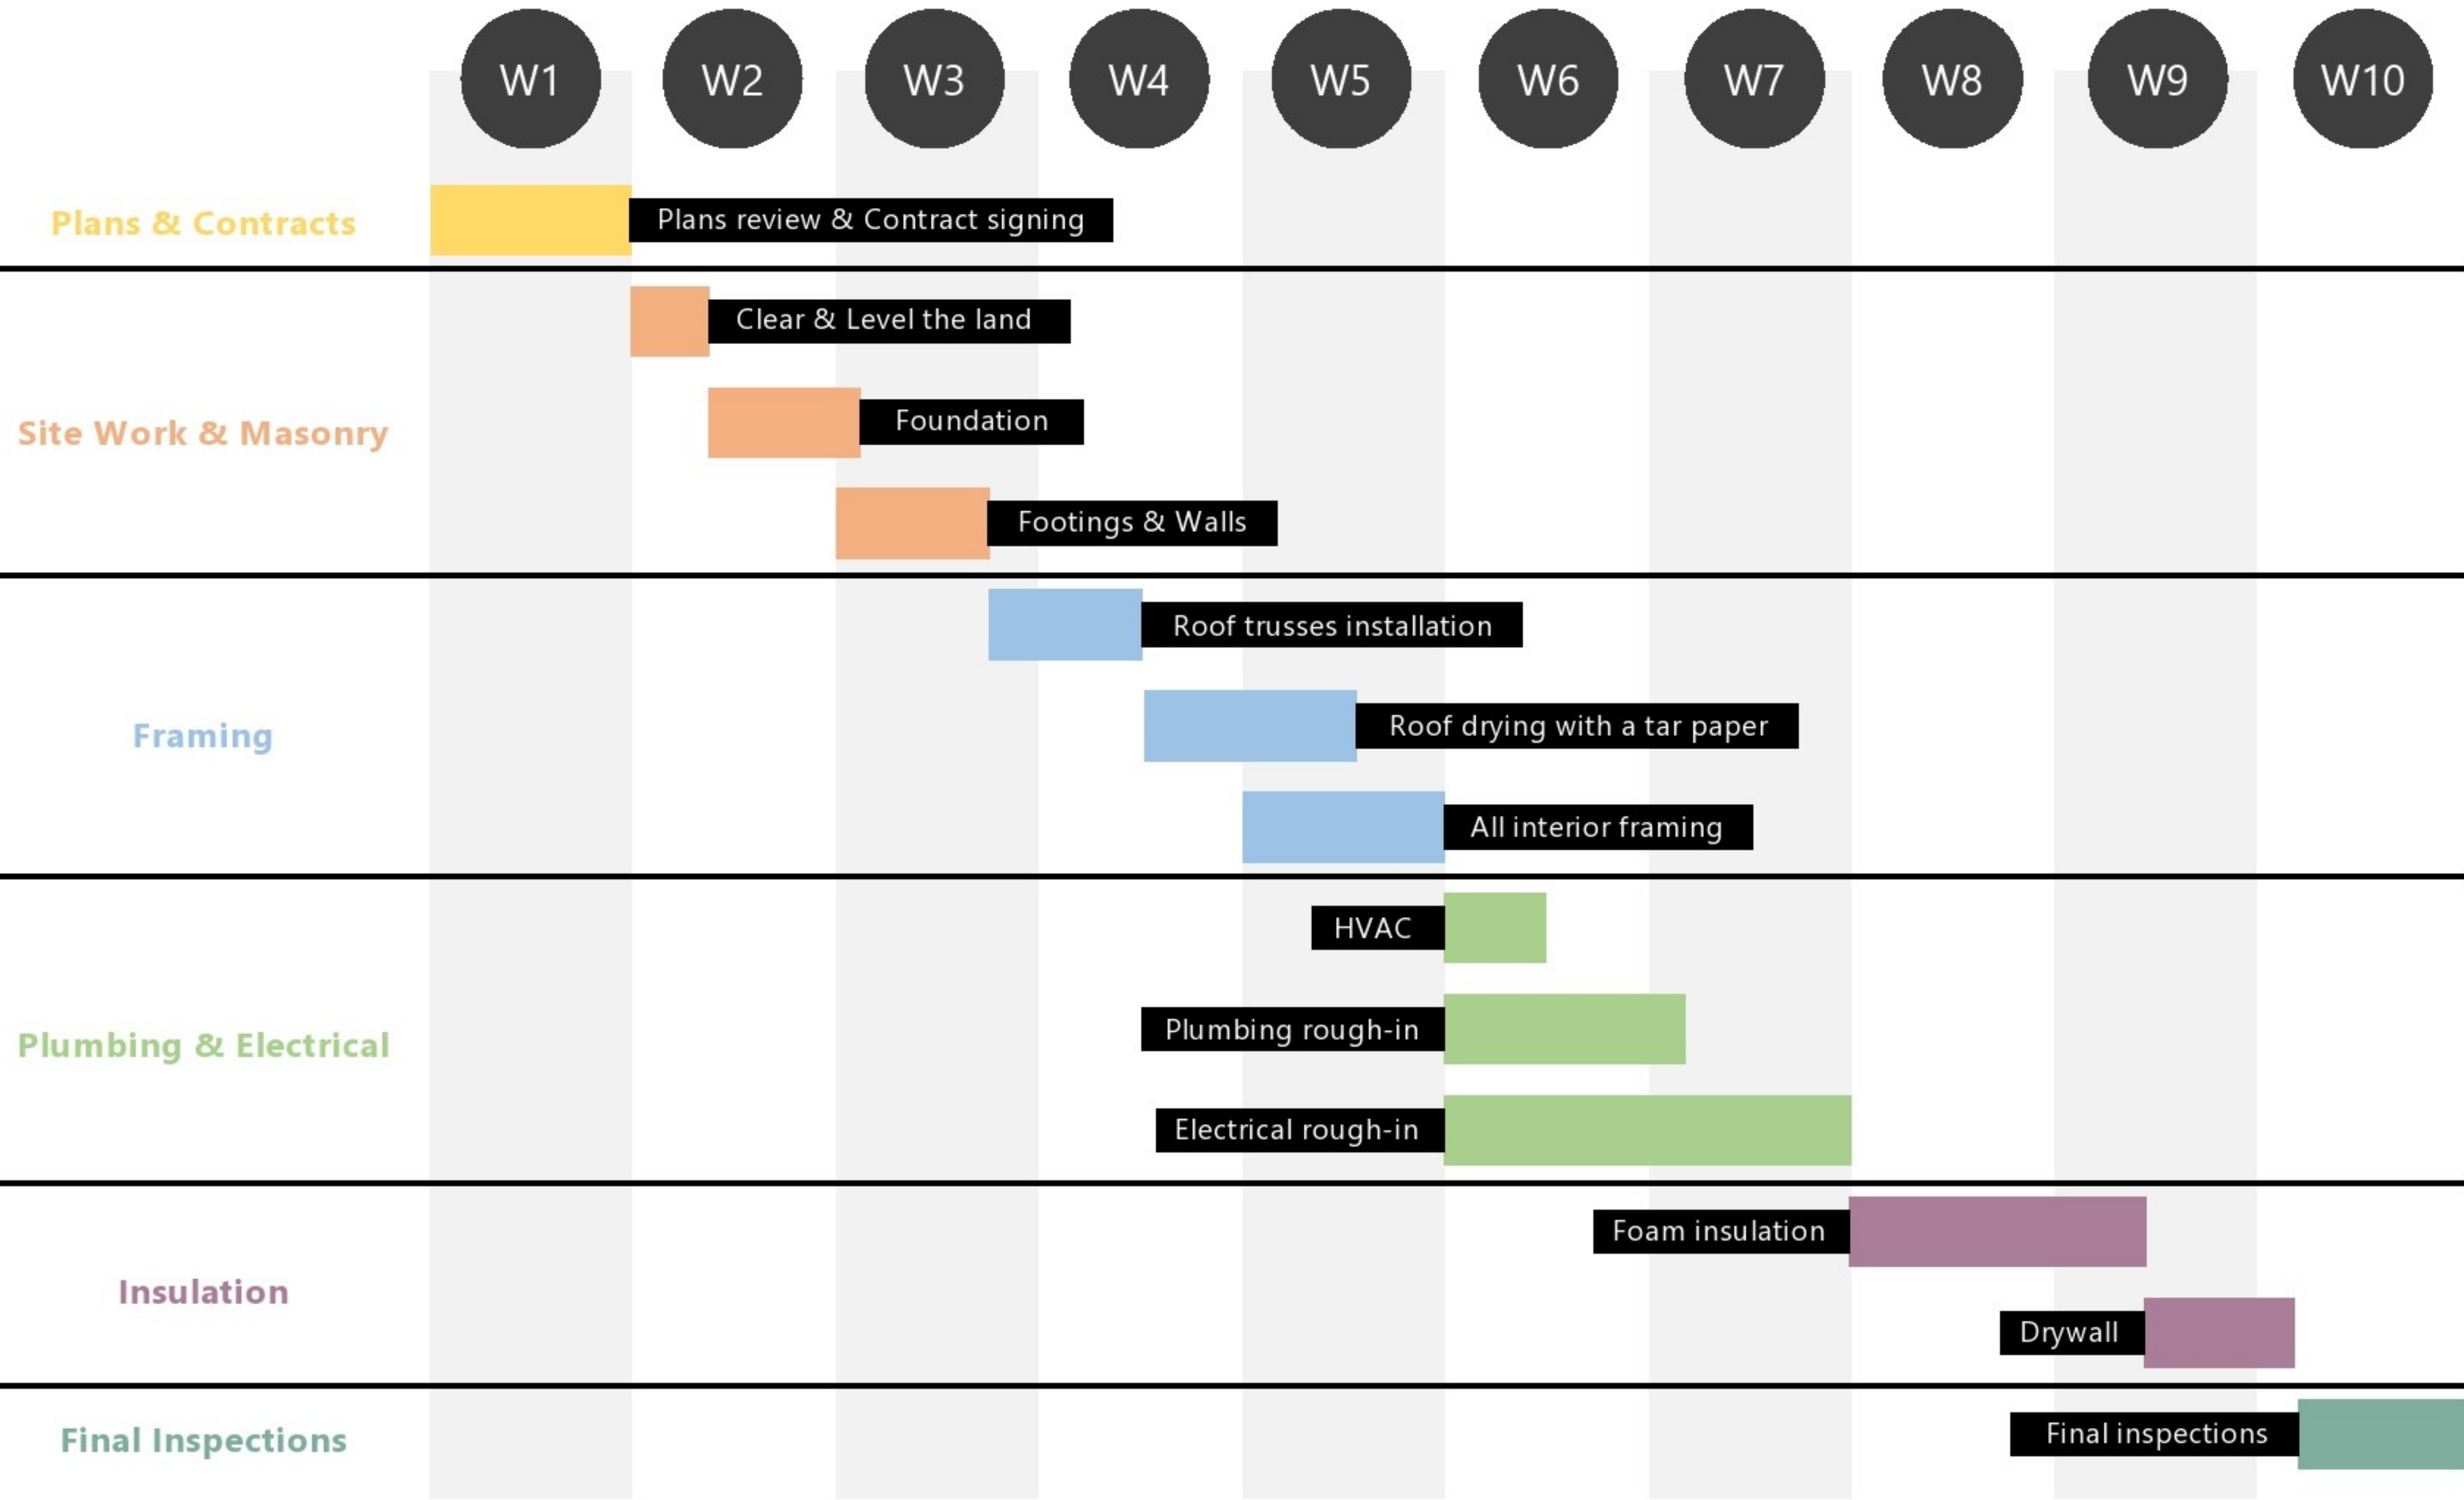 W1 W2 W3 W4 W5 W6 W7 W8 W9 W10
Plans & Contracts
Plans review & Contract signing
Site Work & Masonry
Clear & Level the land
Foundation
Footings & Walls
Framing
Roof trusses installation
Roof drying with a tar paper
All interior framing
Plumbing & Electrical
HVAC
Plumbing rough-in
Electrical rough-in
Insulation
Foam insulation
Drywall
Final Inspections
Final inspections